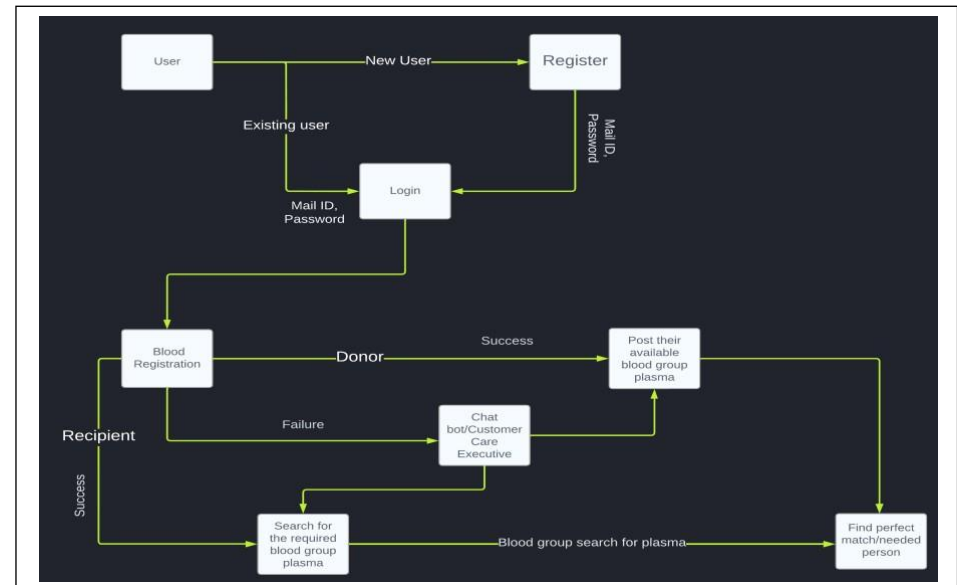 User
New User
Register
Existing user
Mail ID,
Password
Login
Mail ID,
Password
Blood
Registration
Donor
Success
Post their
available
blood group
plasma
Failure
Chat
bot/Customer
Care
Executive
Recipient
Success
Search for
the required
blood group
plasma
Blood group search for plasma
Find perfect
match/needed
person